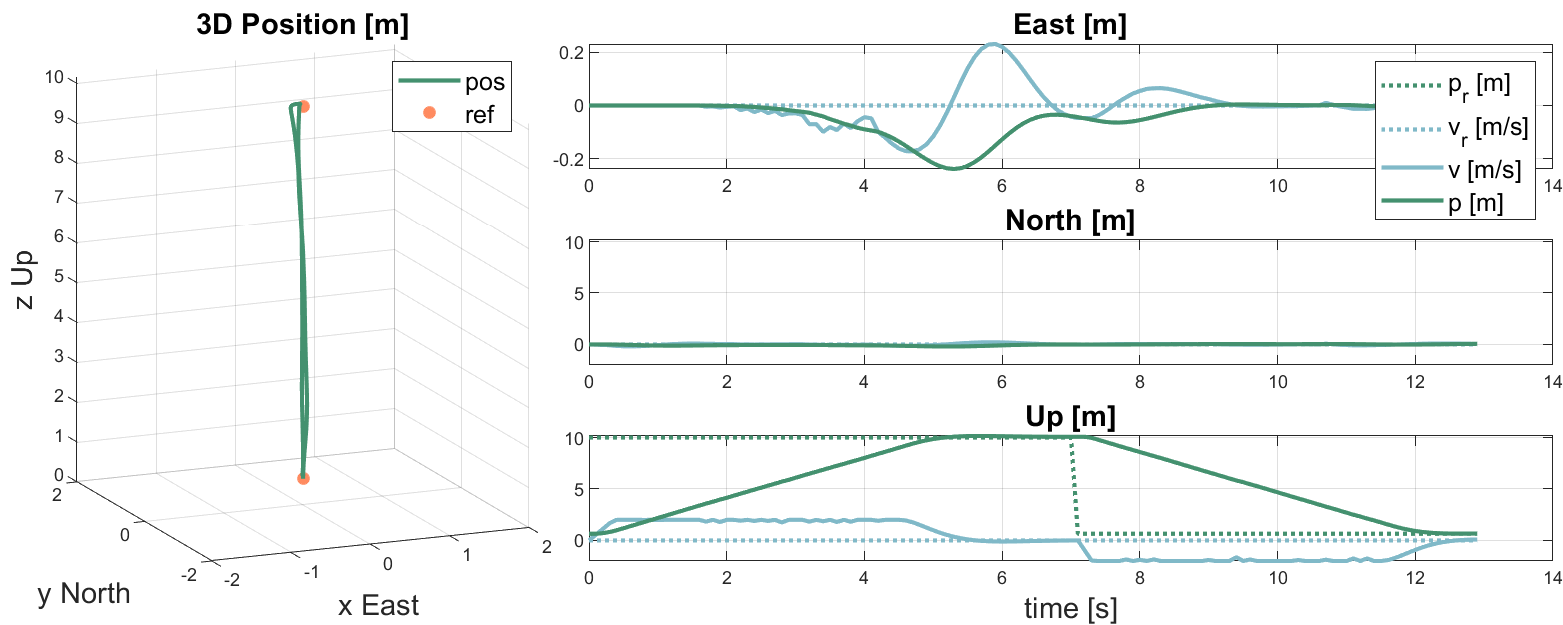 3D Position [m]
pos
ref
10
9
8
7
6
5
4
3
2
1
0
z Up
2
0
-2
y North
-2
-1
0
1
2
x East
East [m]
0.2
0
-0.2
0 2 4 6 8 10 14
p_r [m]
v_r [m/s]
v [m/s]
p [m]
North [m]
10
5
0
0 2 4 6 8 10 12 14
Up [m]
10
5
0
0 2 4 6 8 10 12 14
time [s]